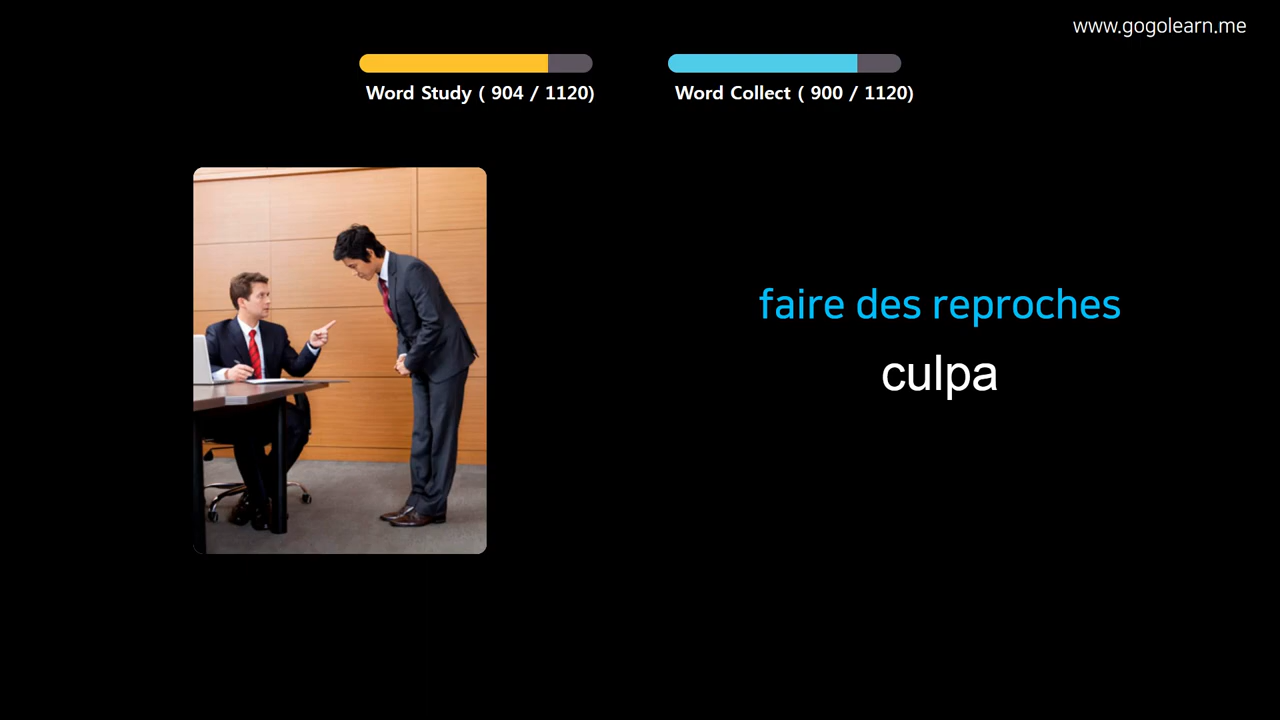 www.gogolearn.me
Word Study ( 904 / 1120)
Word Collect ( 900 / 1120)
faire des reproches
culpa